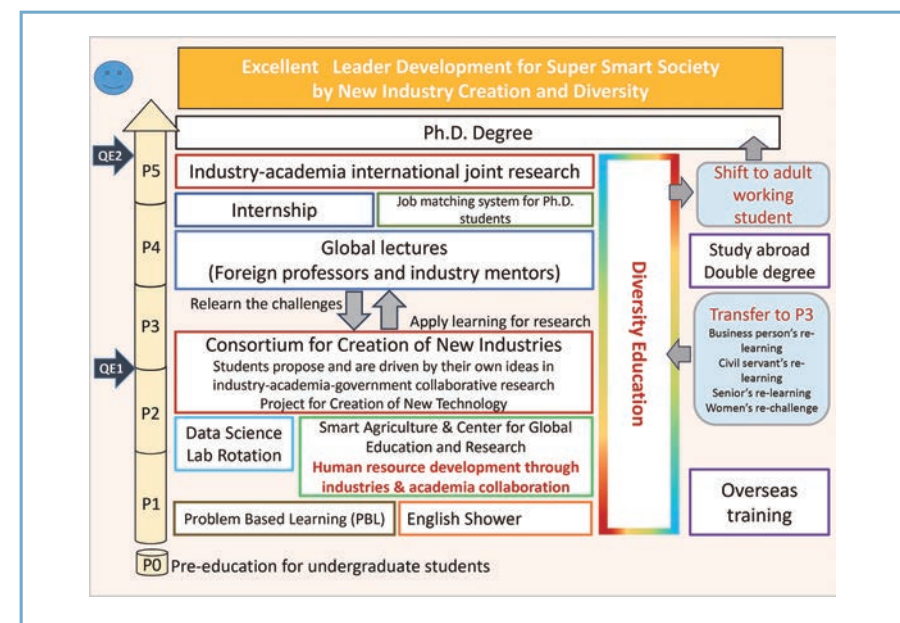 Excellent Leader Development for Super Smart Society
by New Industry Creation and Diversity
Ph.D. Degree
QE2
P5
Industry-academia international joint research
Shift to adult
working
student
Internship
Job matching system for Ph.D.
students
P4
Global lectures
(Foreign professors and industry mentors)
Study abroad
Double degree
Diversity Education
Relearn the challenges
Apply learning for research
P3
Transfer to P3
Business person's re-
learning
Civil servant's re-
learning
Senior's re-learning
Women's re-challenge
QE1
Consortium for Creation of New Industries
Students propose and are driven by their own ideas in
industry-academia-government collaborative research
Project for Creation of New Technology
P2
Data Science
Lab Rotation
Smart Agriculture & Center for Global
Education and Research
Human resource development through
industries & academia collaboration
P1
Problem Based Learning (PBL)
English Shower
Overseas
training
P0
Pre-education for undergraduate students